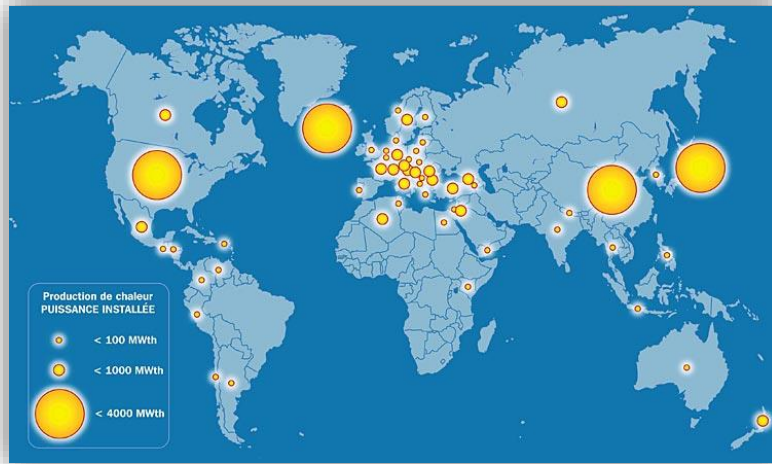 Production de chaleur
PUISSANCE INSTALLÉE
< 100 MWth
< 1000 MWth
< 4000 MWth